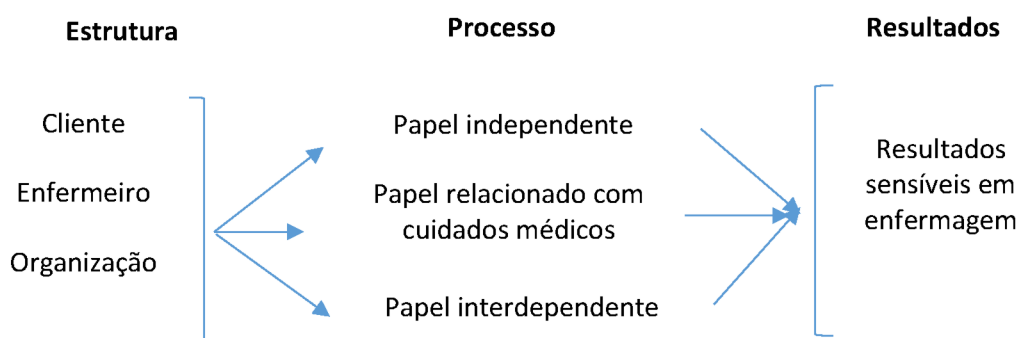 Estrutura
Processo
Resultados
Cliente
Enfermeiro
Organização
Papel independente
Papel relacionado com
cuidados médicos
Papel interdependente
Resultados
sensíveis em
enfermagem